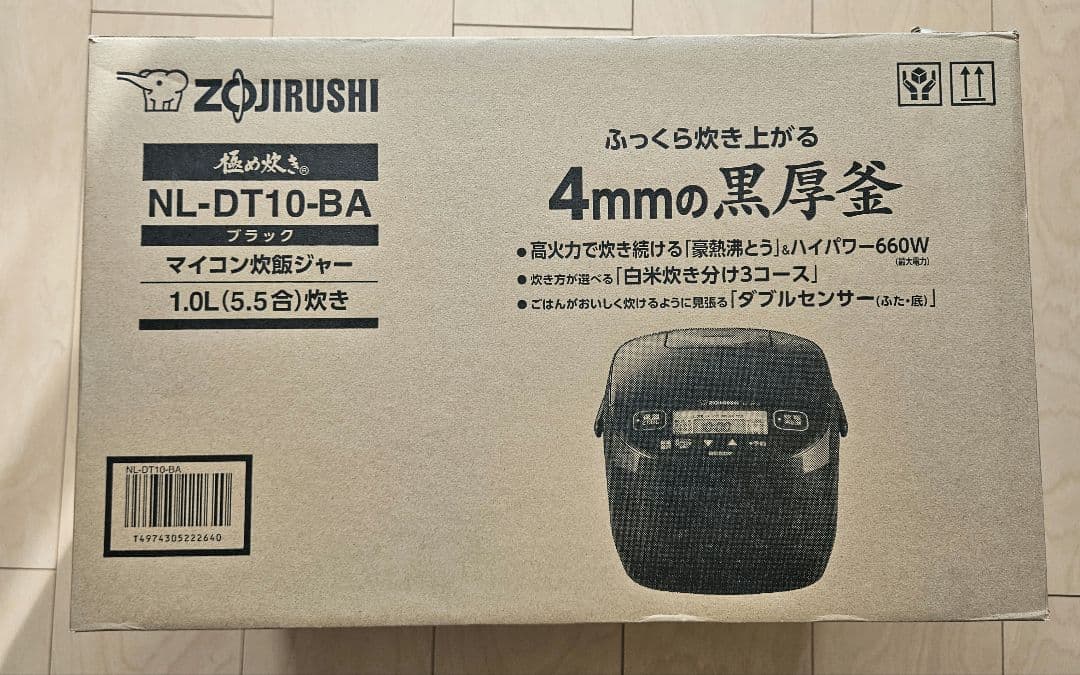 ZOJIRUSHI
極め炊き®
NL-DT10-BA
ブラック
マイコン炊飯ジャー
1.0L(5.5合)炊き
ふっくら炊き上がる
4mmの黒厚釜
●高火力で炊き続ける「豪熱沸とう」&ハイパワー660W
(最大電力)
●炊き方が選べる「白米炊き分け3コース」
●ごはんがおいしく炊けるように見張る「ダブルセンサー(ふた・底)」
ZOJIRUSHI
NL-DT10-BA
T4974305222640